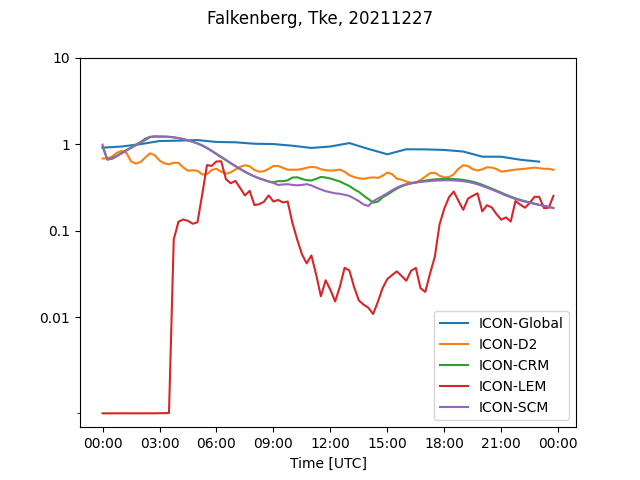 Falkenberg, Tke, 20211227
10
1
0.1
0.01
ICON-Global
ICON-D2
ICON-CRM
ICON-LEM
ICON-SCM
00:00 03:00 06:00 09:00 12:00 15:00 18:00 21:00 00:00
Time [UTC]